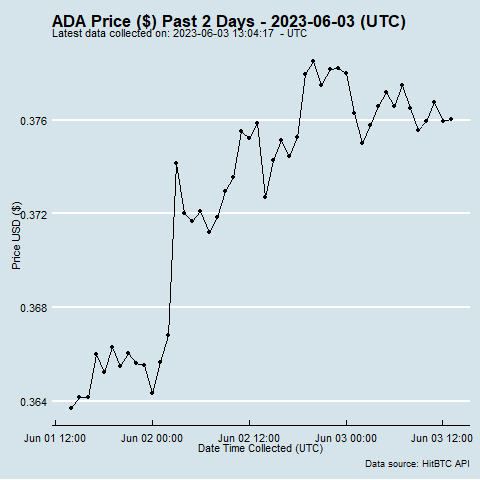 ADA Price ($) Past 2 Days - 2023-06-03 (UTC)
Latest data collected on: 2023-06-03 13:04:17  - UTC
Price USD ($)
0.376
0.372
0.368
0.364
Jun 01 12:00 Jun 02 00:00 Jun 02 12:00 Jun 03 00:00 Jun 03 12:00
Date Time Collected (UTC)
Data source: HitBTC API